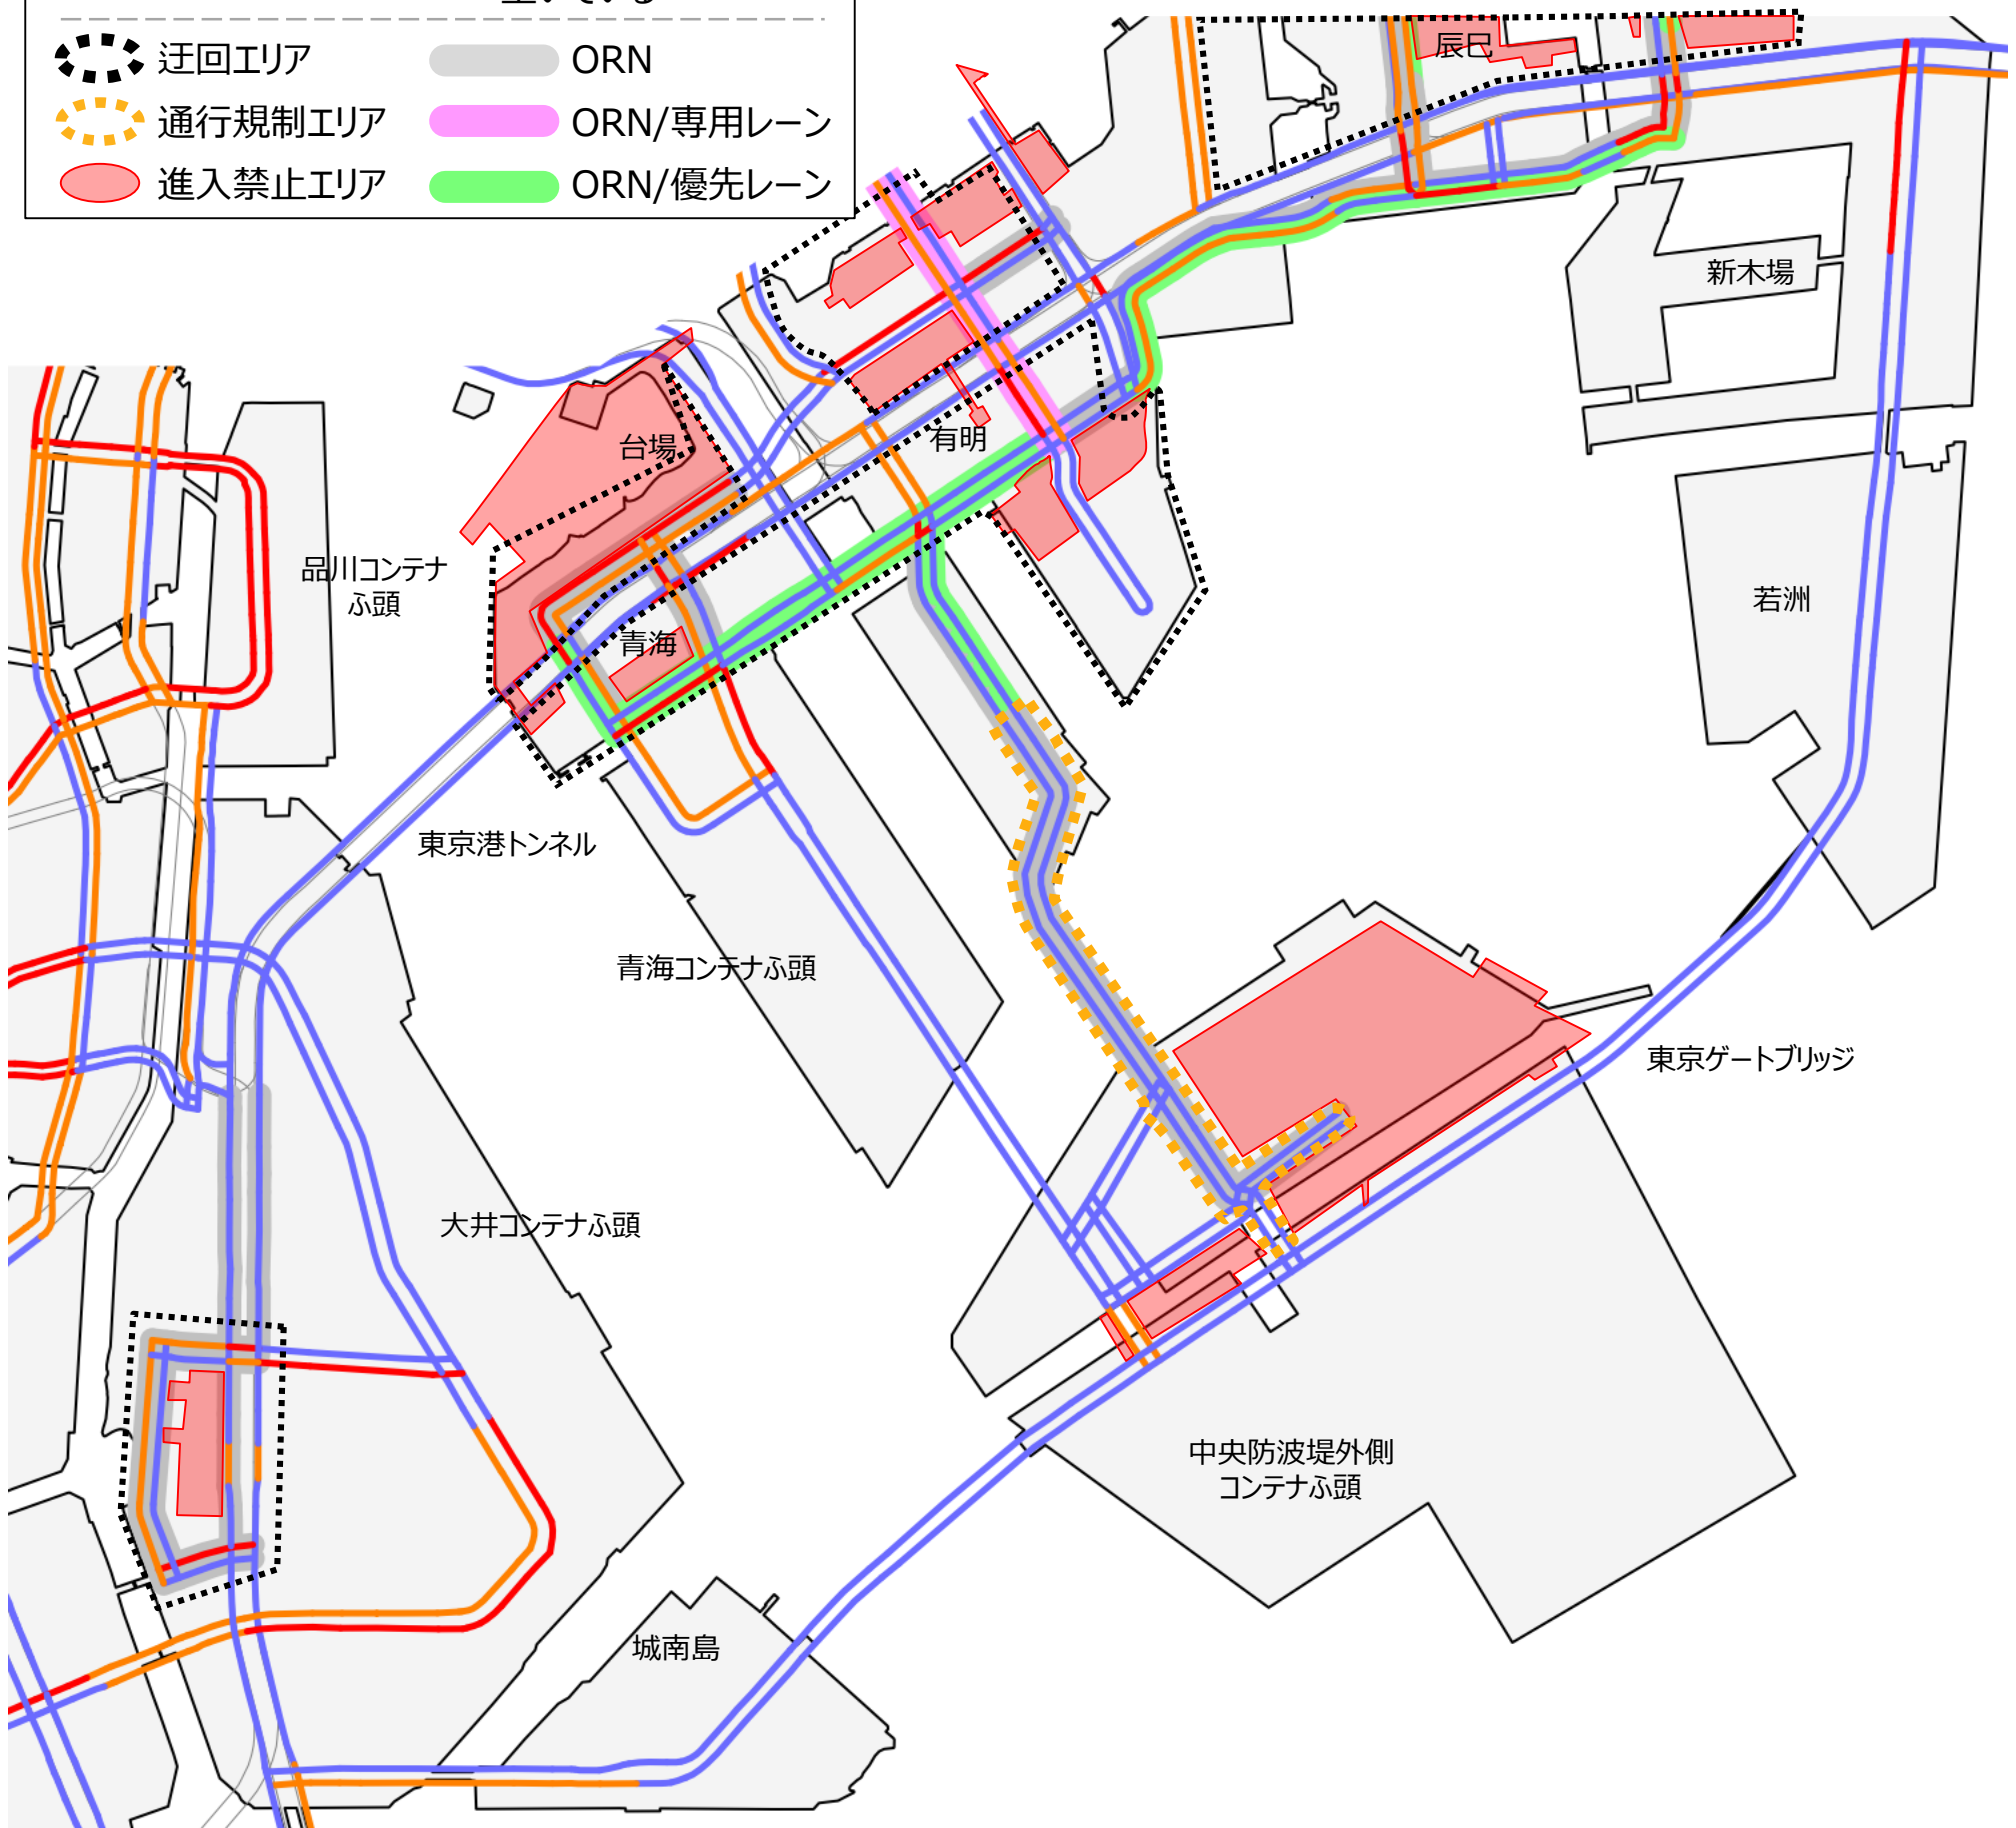 空いている
迂回エリア
ORN
通行規制エリア
ORN/専用レーン
進入禁止エリア
ORN/優先レーン
辰巳
新木場
台場
有明
品川コンテナ
ふ頭
若洲
青海
東京港トンネル
青海コンテナふ頭
東京ゲートブリッジ
大井コンテナふ頭
中央防波堤外側
コンテナふ頭
城南島